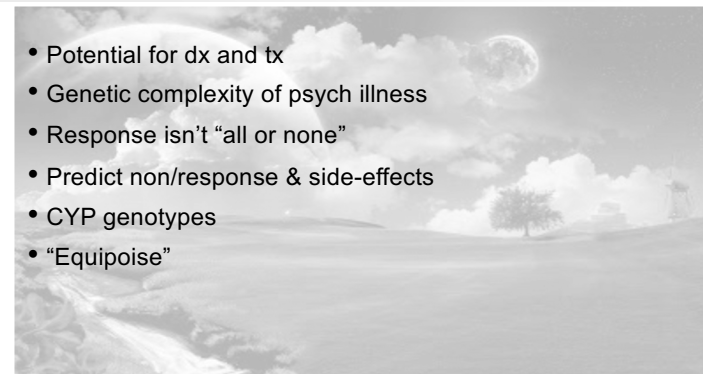 • Potential for dx and tx
• Genetic complexity of psych illness
• Response isn’t “all or none”
• Predict non/response & side-effects
• CYP genotypes
• “Equipoise”